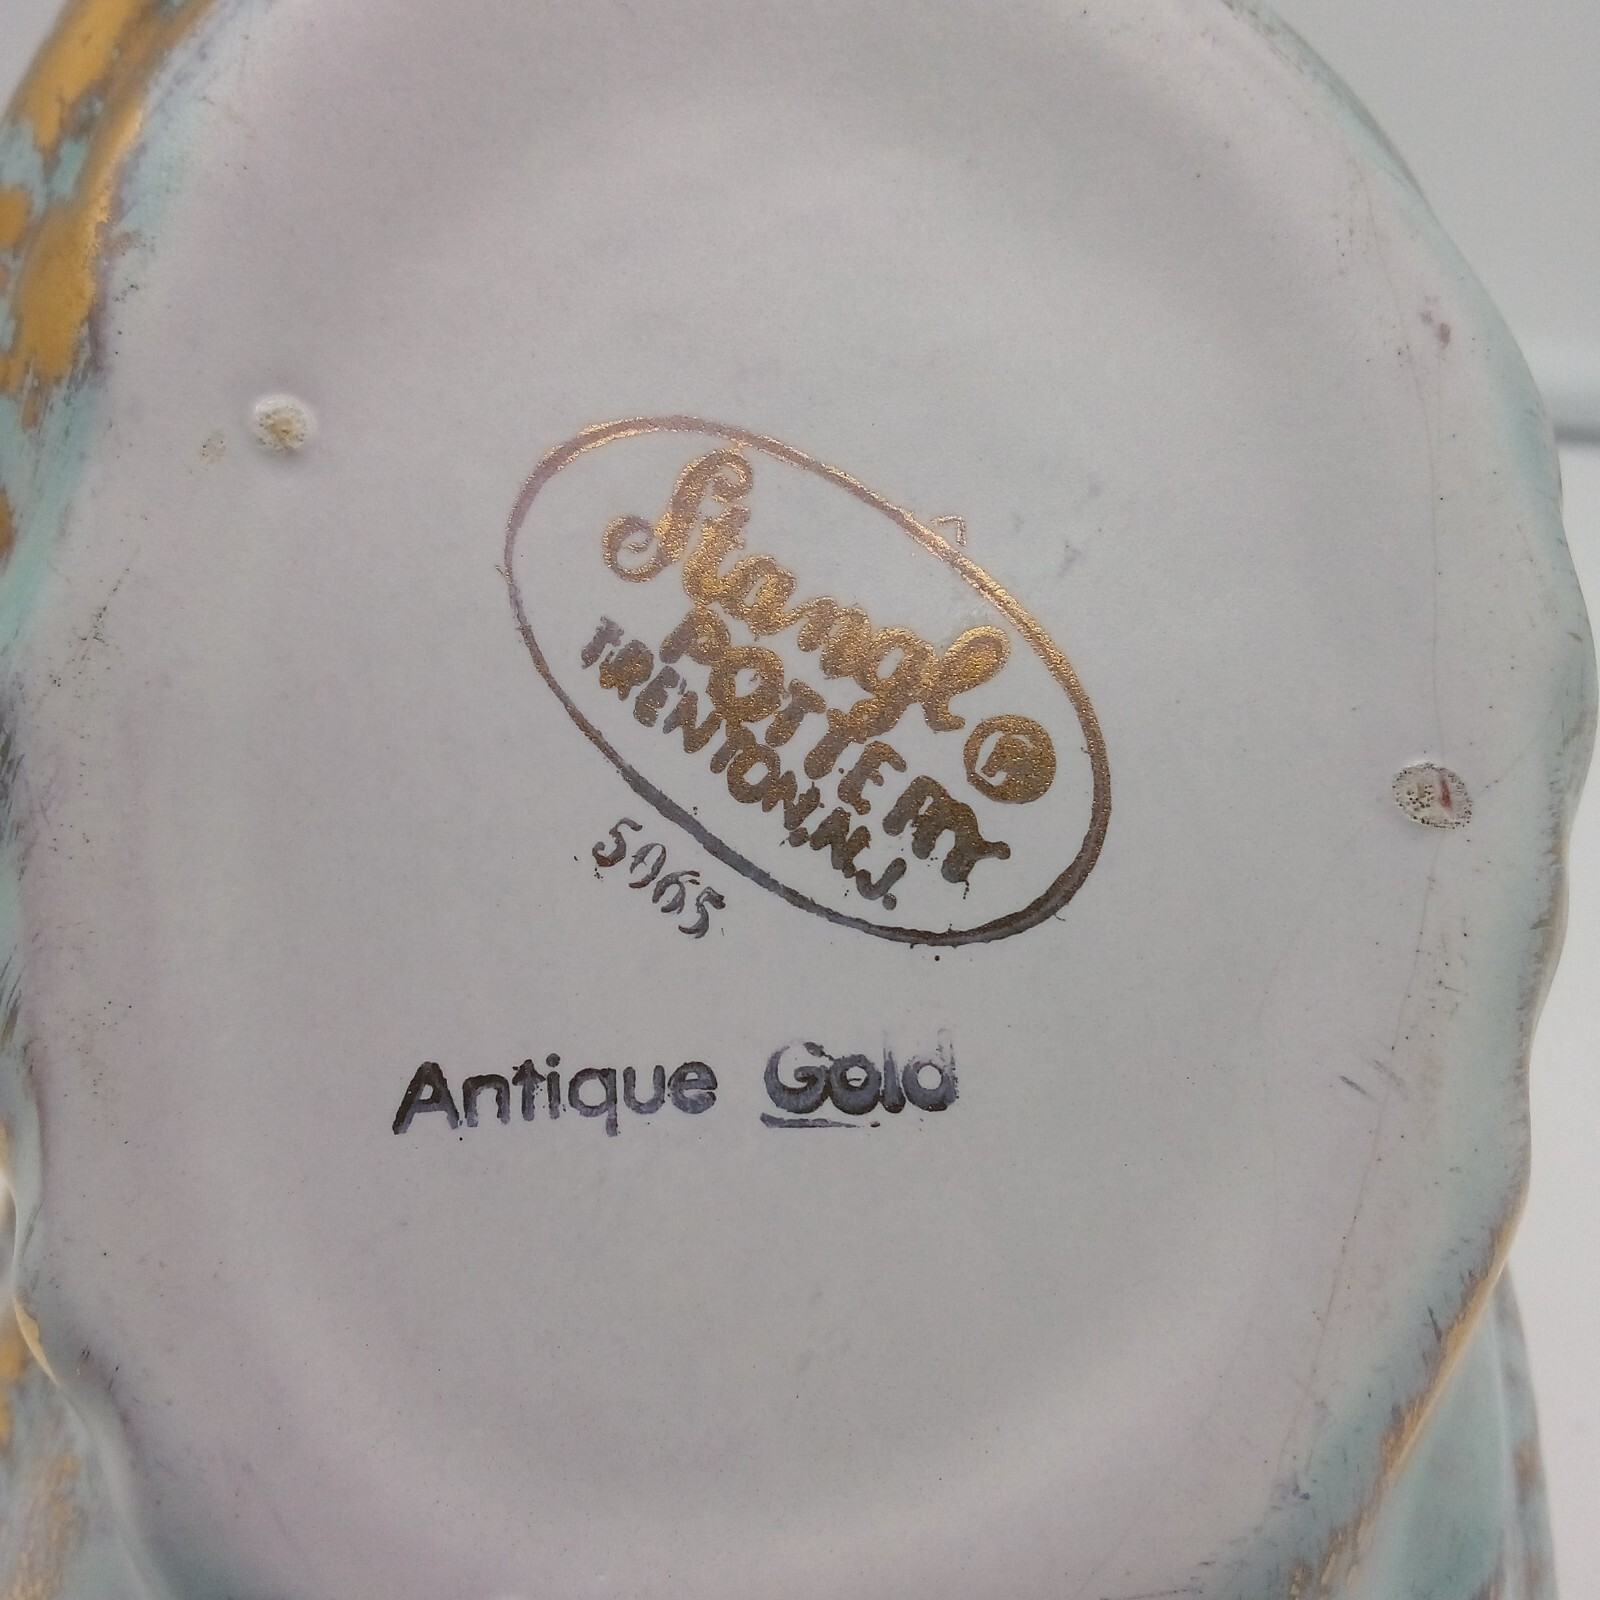 Stangl ®
POTTERY
TRENTON, N.J.
5065
Antique Gold